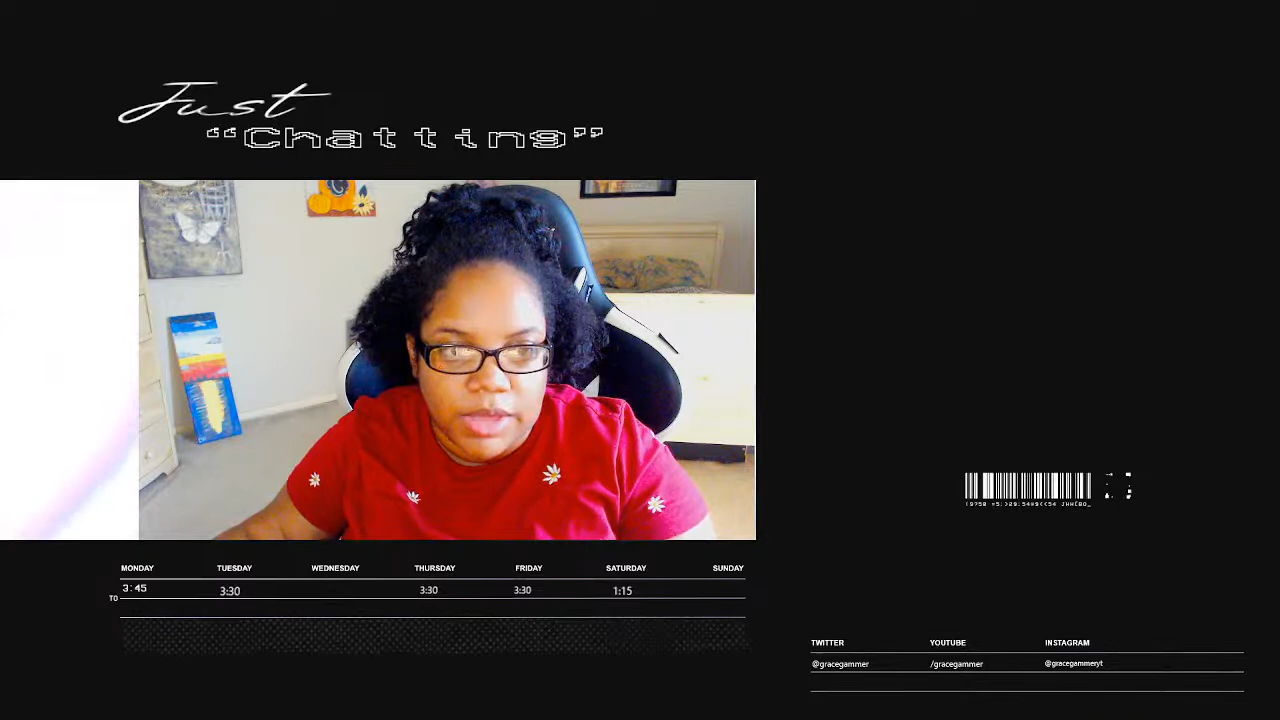 Just
“Chatting”
MONDAY TUESDAY WEDNESDAY THURSDAY FRIDAY SATURDAY SUNDAY
3:45 3:30 3:30 3:30 1:15
TO
TWITTER YOUTUBE INSTAGRAM
@gracegammer /gracegammer @gracegammeryt